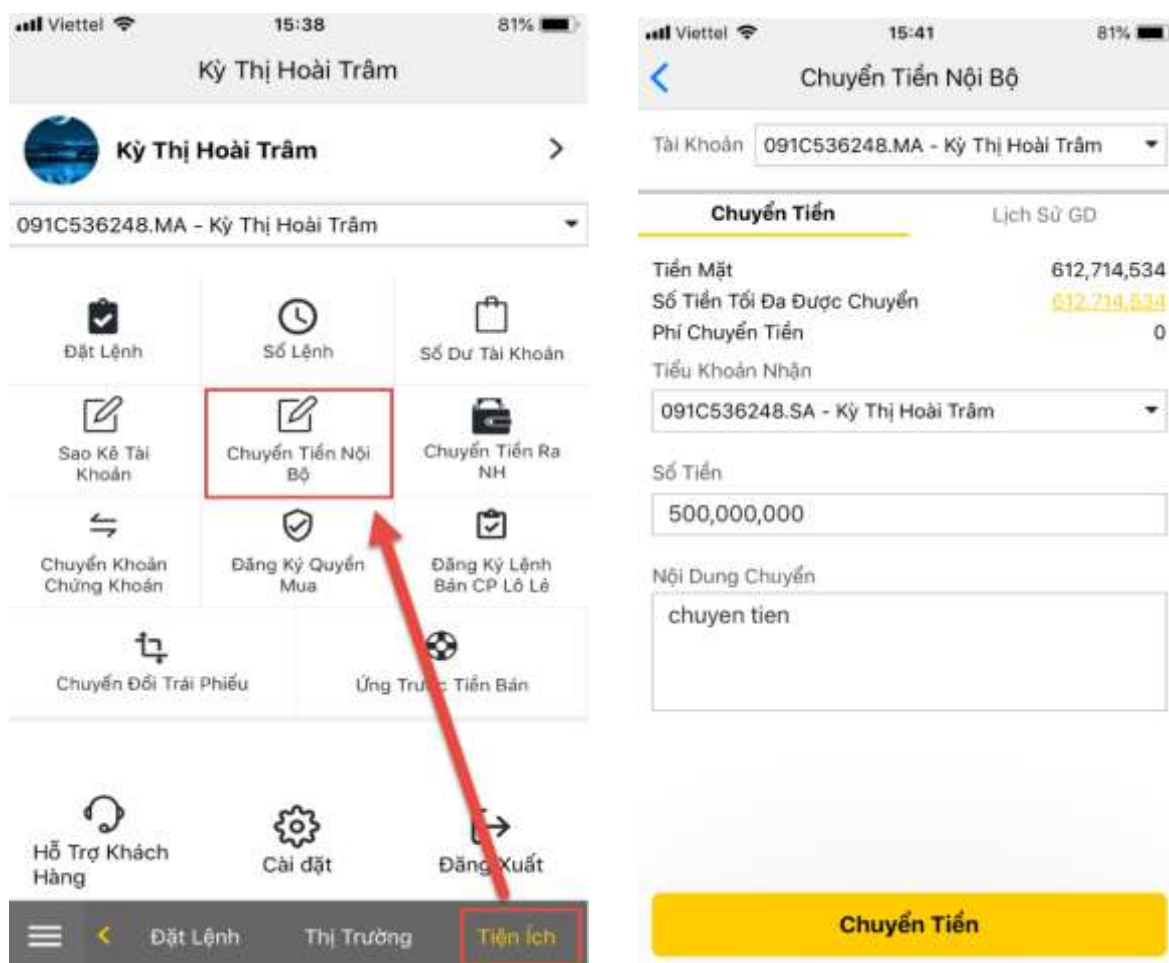 Viettel 15:38 81%
Kỳ Thị Hoài Trâm
Kỳ Thị Hoài Trâm
091C536248.MA - Kỳ Thị Hoài Trâm
Đặt Lệnh
Sổ Lệnh
Số Dư Tài Khoản
Sao Kê Tài
Khoản
Chuyển Tiền Nội
Bộ
Chuyển Tiền Ra
NH
Chuyển Khoản
Chứng Khoán
Đăng Ký Quyền
Mua
Đăng Ký Lệnh
Bán CP Lô Lẻ
Chuyển Đổi Trái Phiếu
Ứng Trước Tiền Bán
Hỗ Trợ Khách
Hàng
Cài đặt
Đăng Xuất
Đặt Lệnh Thị Trường Tiện Ích
Viettel 15:41 81%
Chuyển Tiền Nội Bộ
Tài Khoản 091C536248.MA - Kỳ Thị Hoài Trâm
Chuyển Tiền Lịch Sử GD
Tiền Mặt 612,714,534
Số Tiền Tối Đa Được Chuyển 612,714,534
Phí Chuyển Tiền 0
Tiểu Khoản Nhận
091C536248.SA - Kỳ Thị Hoài Trâm
Số Tiền
500,000,000
Nội Dung Chuyển
chuyen tien
Chuyển Tiền